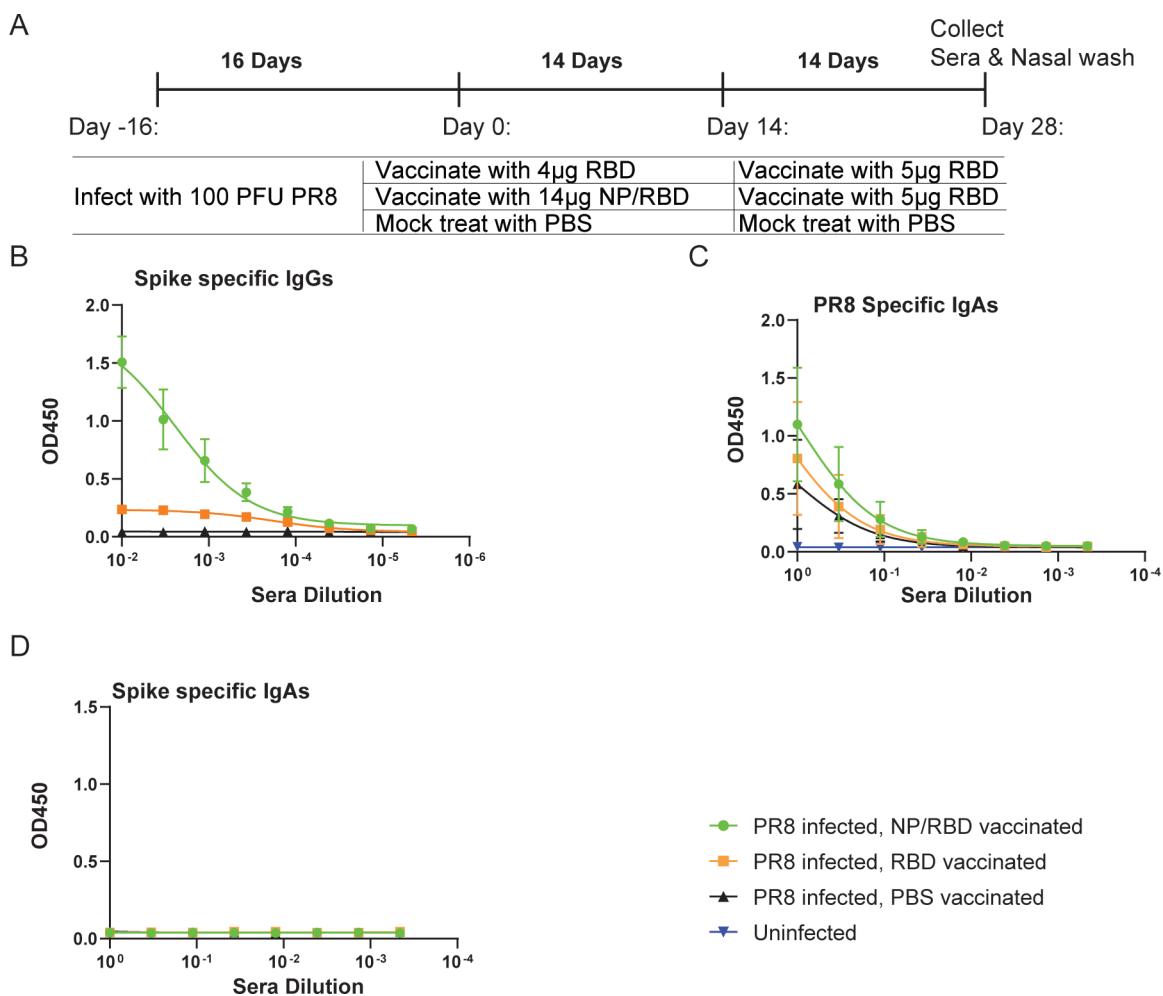 A
Collect
Sera & Nasal wash
16 Days
14 Days
14 Days
Day -16:
Day 0:
Day 14:
Day 28:
Infect with 100 PFU PR8
Vaccinate with 4µg RBD
Vaccinate with 5µg RBD
Vaccinate with 14µg NP/RBD
Vaccinate with 5µg RBD
Mock treat with PBS
Mock treat with PBS
B
Spike specific IgGs
2.0
1.5
1.0
0.5
0.0
OD450
10⁻²
10⁻³
10⁻⁴
10⁻⁵
10⁻⁶
Sera Dilution
C
PR8 Specific IgAs
2.0
1.5
1.0
0.5
0.0
OD450
10⁰
10⁻¹
10⁻²
10⁻³
10⁻⁴
Sera Dilution
D
Spike specific IgAs
1.5
1.0
0.5
0.0
OD450
10⁰
10⁻¹
10⁻²
10⁻³
10⁻⁴
Sera Dilution
PR8 infected, NP/RBD vaccinated
PR8 infected, RBD vaccinated
PR8 infected, PBS vaccinated
Uninfected